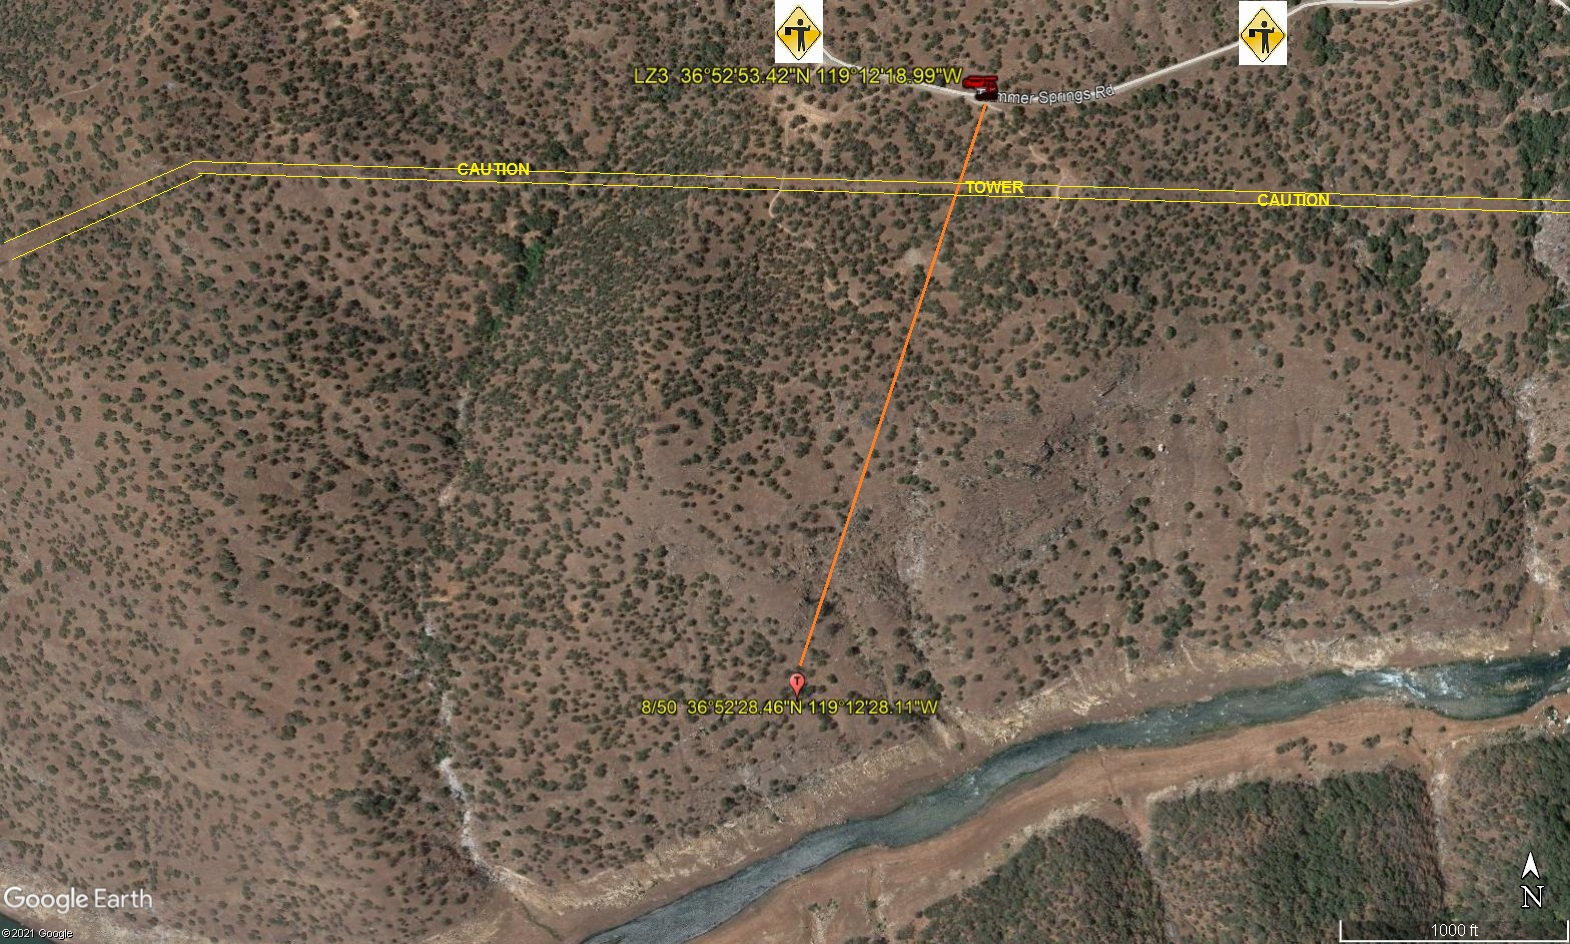 LZ3 36°52'53.42"N 119°12'18.99"W
mmer Springs Rd
CAUTION
TOWER
CAUTION
T
8/50 36°52'28.46"N 119°12'28.11"W
Google Earth
N
1000 ft
©2021 Google